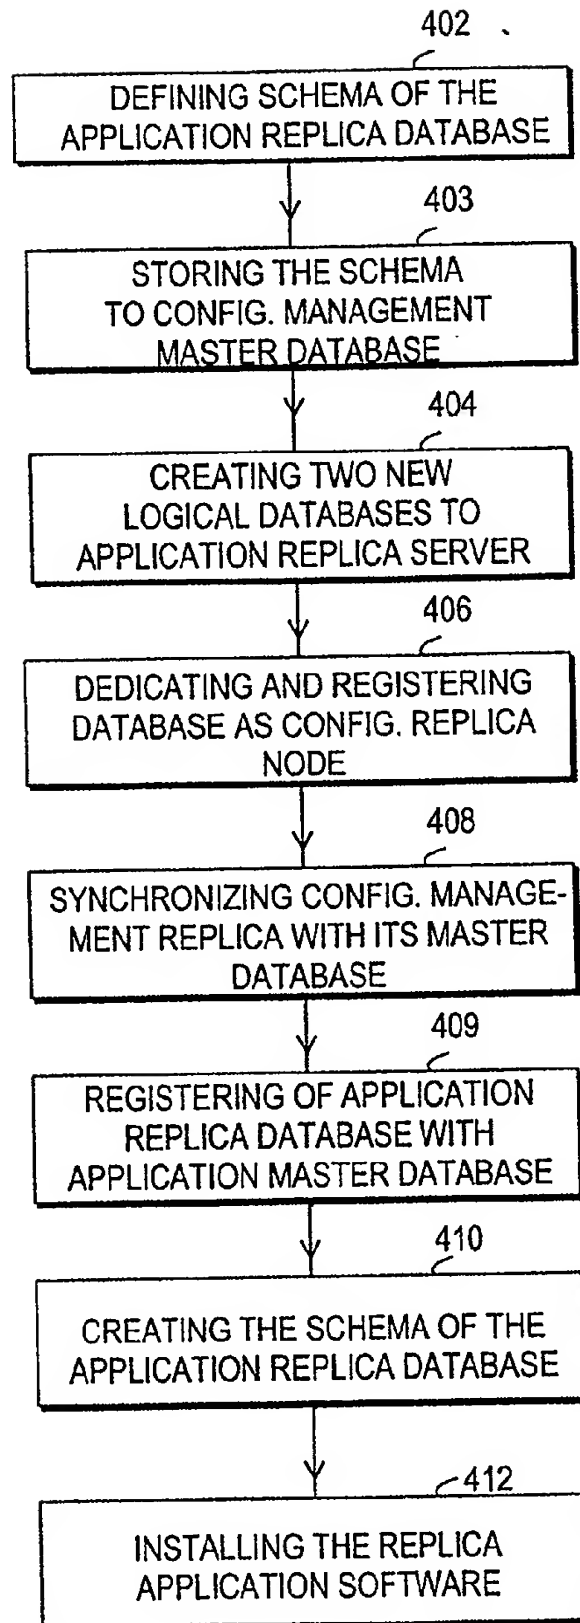 402
DEFINING SCHEMA OF THE
APPLICATION REPLICA DATABASE
403
STORING THE SCHEMA
TO CONFIG. MANAGEMENT
MASTER DATABASE
404
CREATING TWO NEW
LOGICAL DATABASES TO
APPLICATION REPLICA SERVER
406
DEDICATING AND REGISTERING
DATABASE AS CONFIG. REPLICA
NODE
408
SYNCHRONIZING CONFIG. MANAGE-
MENT REPLICA WITH ITS MASTER
DATABASE
409
REGISTERING OF APPLICATION
REPLICA DATABASE WITH
APPLICATION MASTER DATABASE
410
CREATING THE SCHEMA OF THE
APPLICATION REPLICA DATABASE
412
INSTALLING THE REPLICA
APPLICATION SOFTWARE